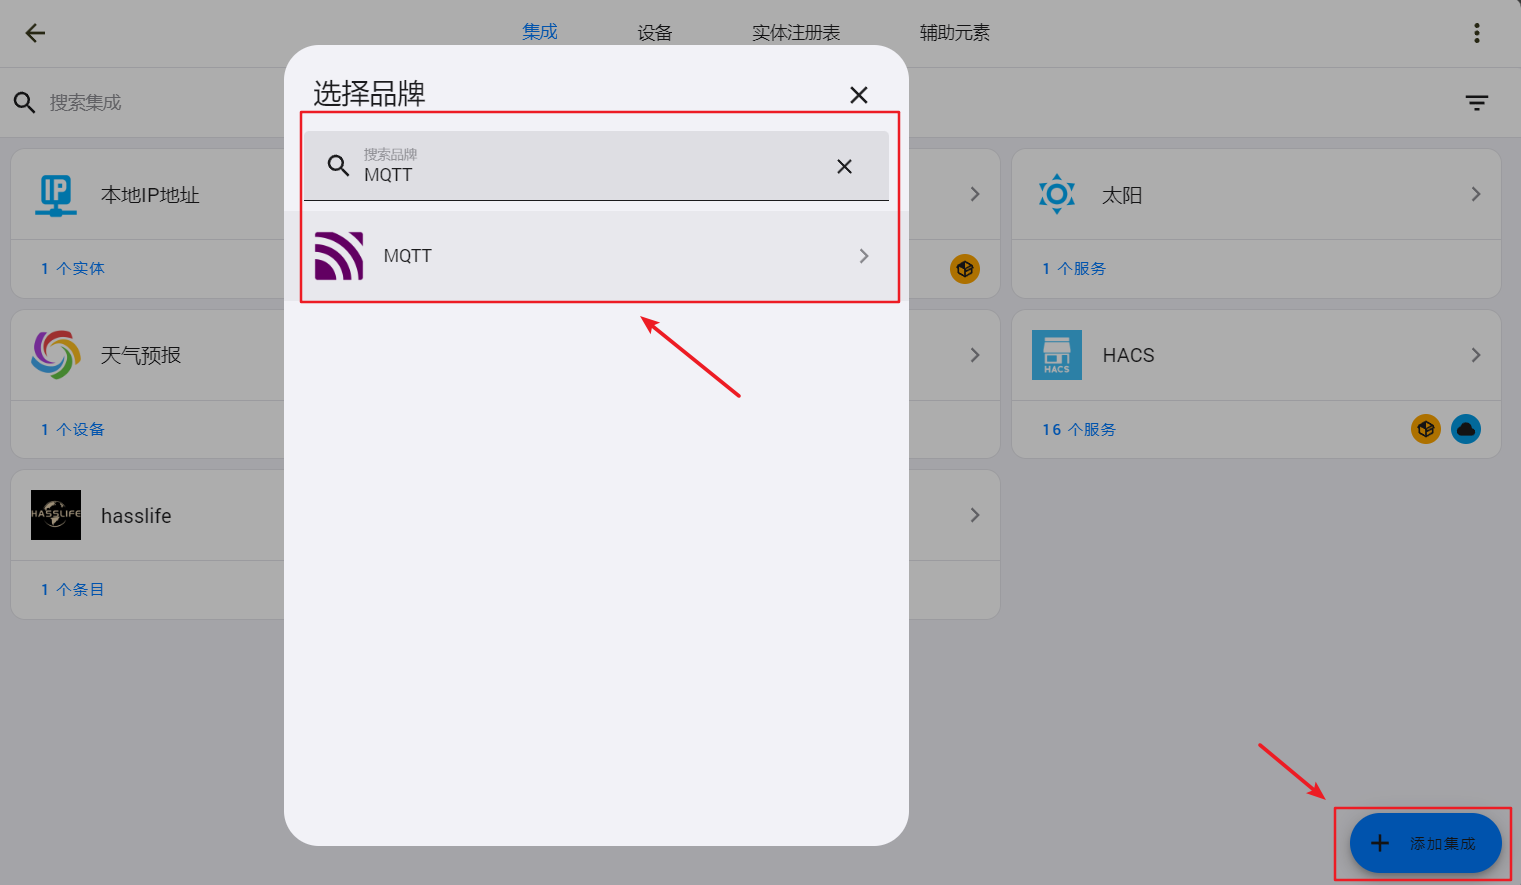 集成
设备
实体注册表
辅助元素
搜索集成
选择品牌
搜索品牌
MQTT
MQTT
IP
本地IP地址
1 个实体
太阳
1 个服务
天气预报
1 个设备
HACS
HACS
16 个服务
HASSLIFE
hasslife
1 个条目
添加集成